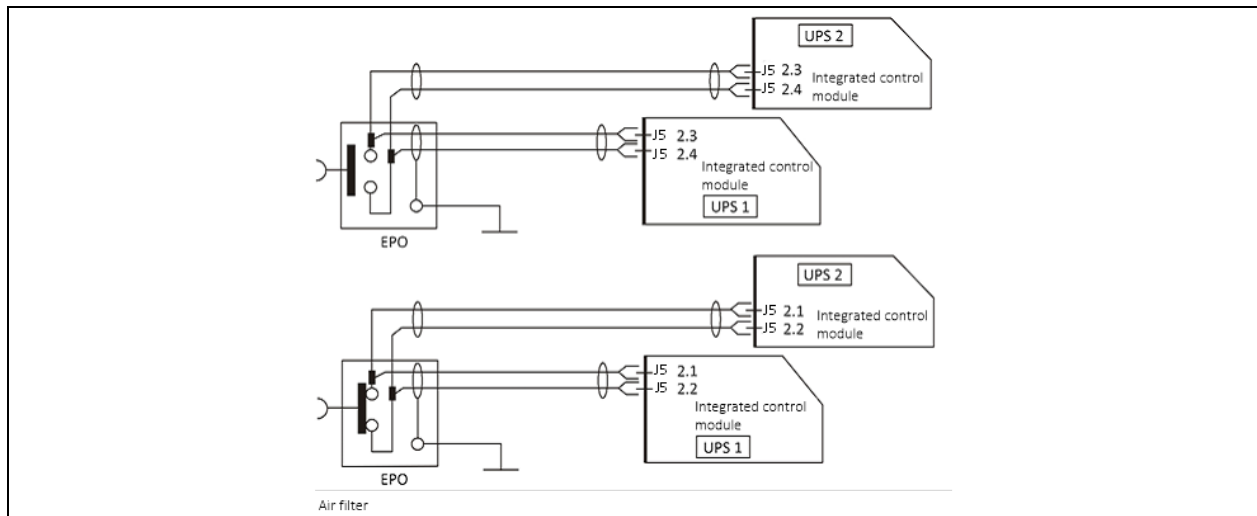 UPS 2
J5 2.3
J5 2.4
Integrated control
module
J5 2.3
J5 2.4
Integrated control
module
UPS 1
EPO
UPS 2
J5 2.1
J5 2.2
Integrated control
module
J5 2.1
J5 2.2
Integrated control
module
UPS 1
EPO
Air filter